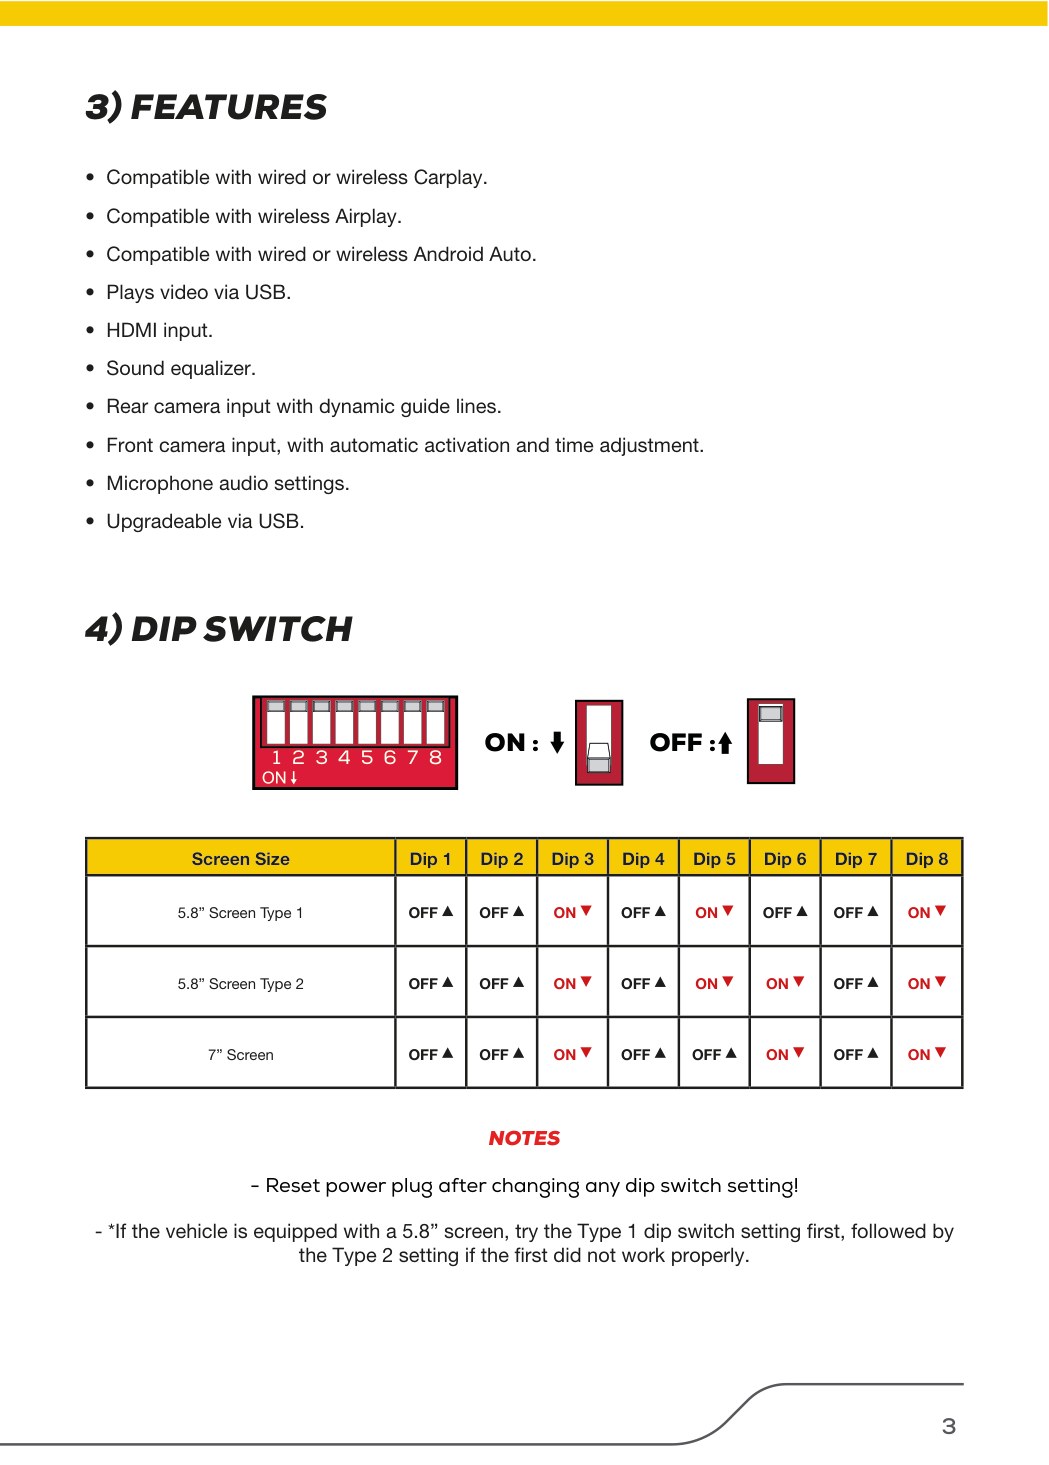 3) FEATURES
• Compatible with wired or wireless Carplay.
• Compatible with wireless Airplay.
• Compatible with wired or wireless Android Auto.
• Plays video via USB.
• HDMI input.
• Sound equalizer.
• Rear camera input with dynamic guide lines.
• Front camera input, with automatic activation and time adjustment.
• Microphone audio settings.
• Upgradeable via USB.
4) DIP SWITCH
1 2 3 4 5 6 7 8
ON↓
ON : ⬇ OFF :⬆
Screen Size Dip 1 Dip 2 Dip 3 Dip 4 Dip 5 Dip 6 Dip 7 Dip 8
5.8” Screen Type 1 OFF ▲ OFF ▲ ON ▼ OFF ▲ ON ▼ OFF ▲ OFF ▲ ON ▼
5.8” Screen Type 2 OFF ▲ OFF ▲ ON ▼ OFF ▲ ON ▼ ON ▼ OFF ▲ ON ▼
7” Screen OFF ▲ OFF ▲ ON ▼ OFF ▲ OFF ▲ ON ▼ OFF ▲ ON ▼
NOTES
- Reset power plug after changing any dip switch setting!
- *If the vehicle is equipped with a 5.8” screen, try the Type 1 dip switch setting first, followed by
the Type 2 setting if the first did not work properly.
3